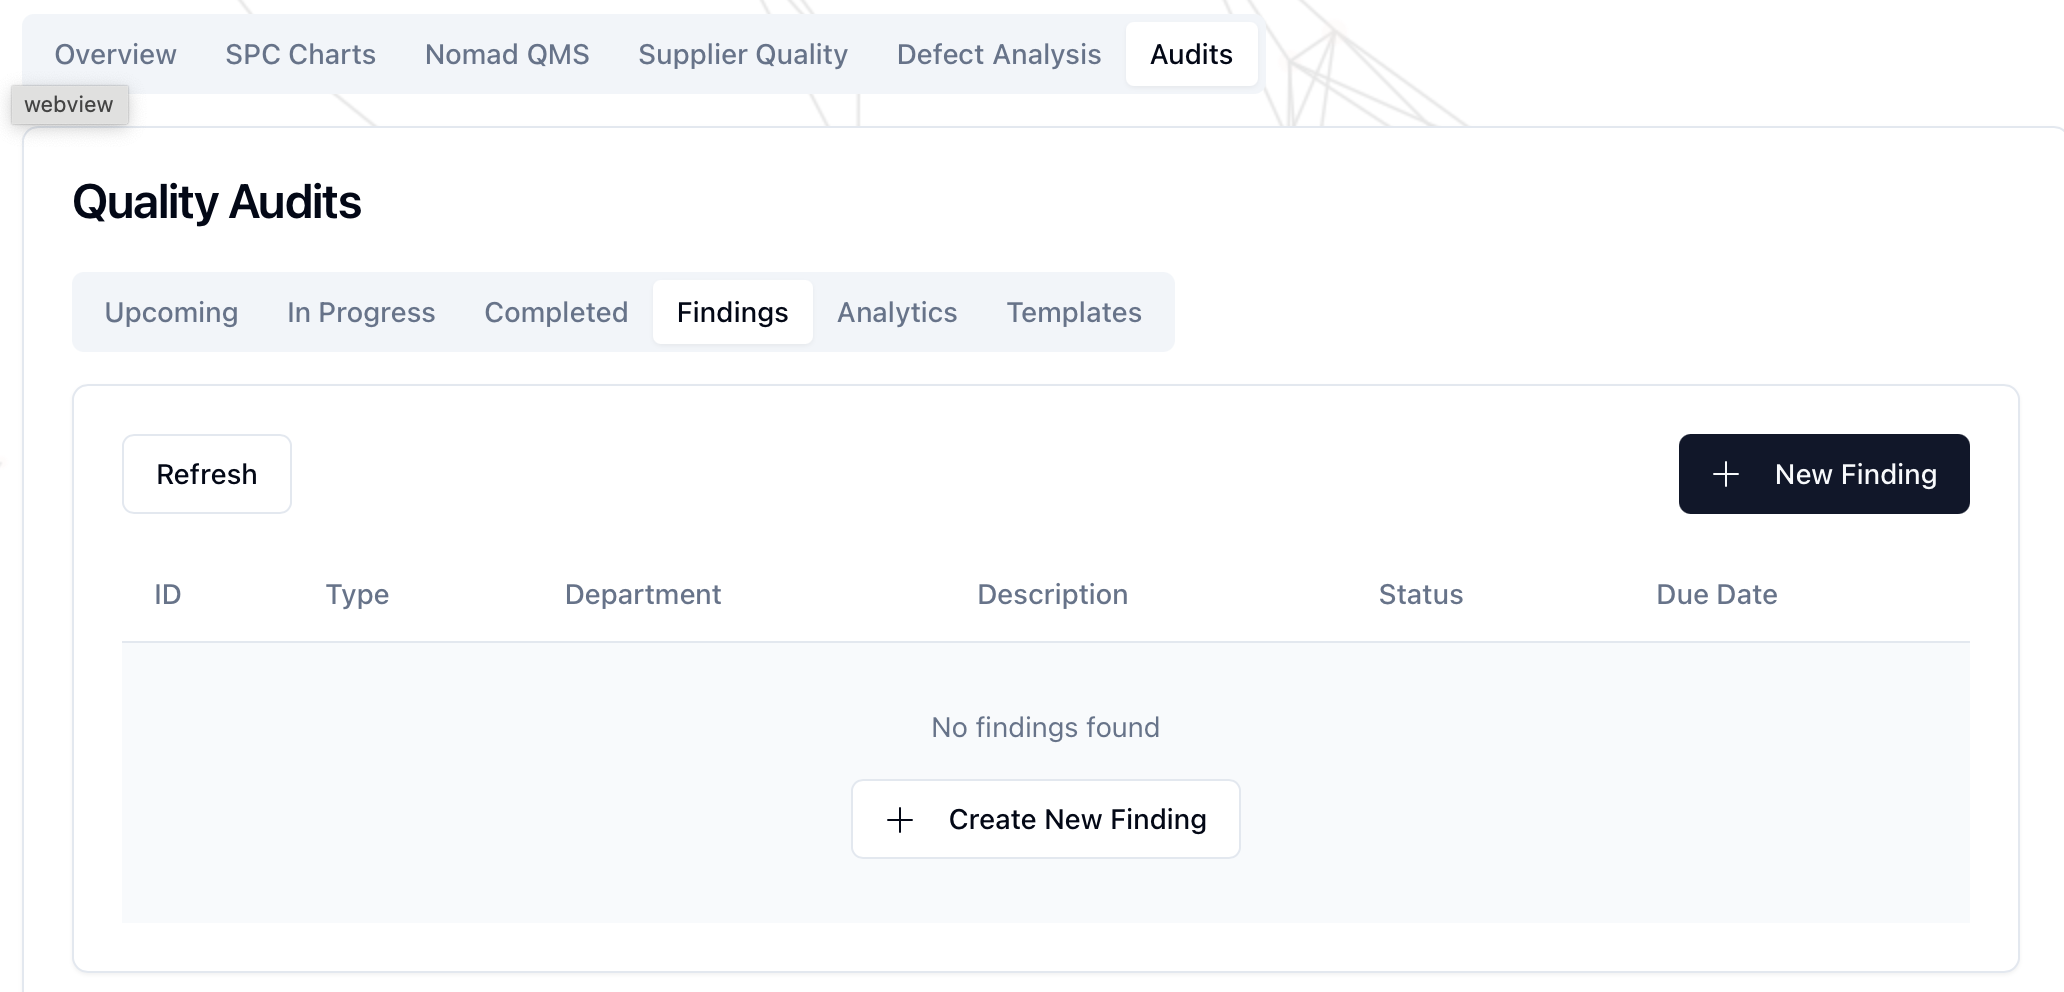 Overview SPC Charts Nomad QMS Supplier Quality Defect Analysis Audits
webview
Quality Audits
Upcoming In Progress Completed Findings Analytics Templates
Refresh + New Finding
ID Type Department Description Status Due Date
No findings found
+ Create New Finding